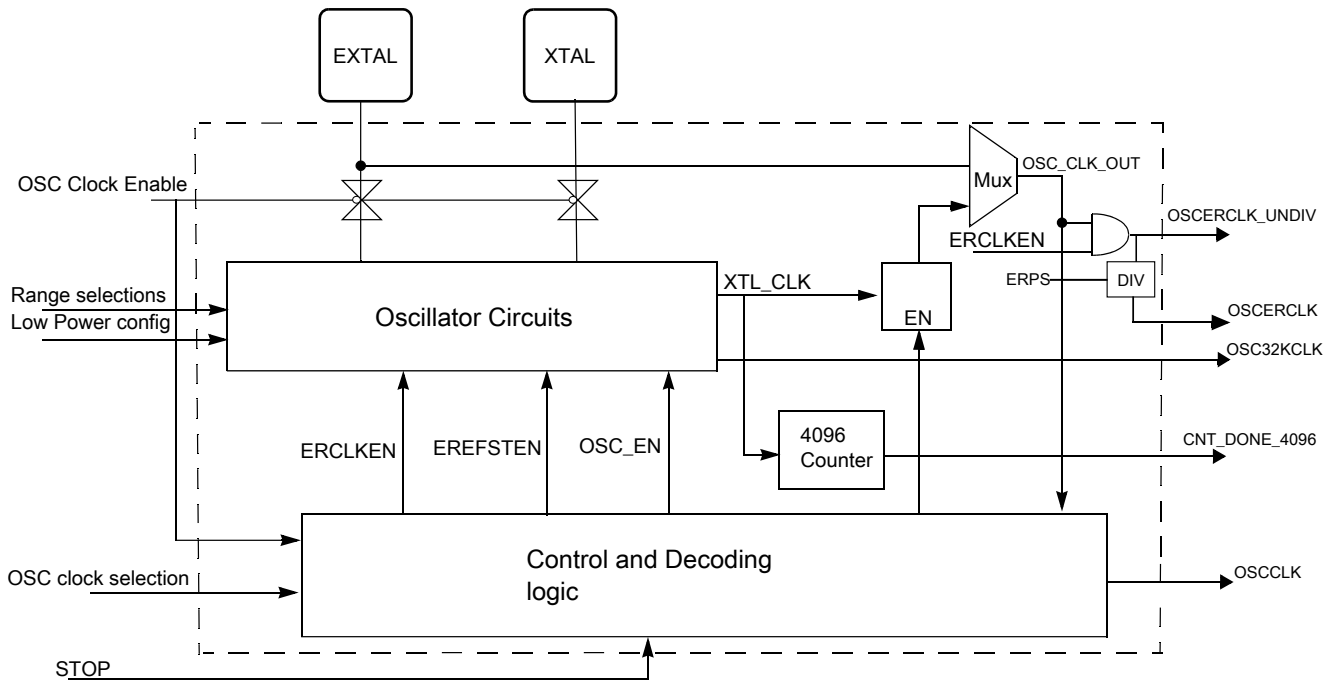 EXTAL
XTAL
OSC Clock Enable
Mux
OSC_CLK_OUT
OSCERCLK_UNDIV
ERCLKEN
Range selections
Low Power config
Oscillator Circuits
XTL_CLK
EN
ERPS
DIV
OSCERCLK
OSC32KCLK
ERCLKEN
EREFSTEN
OSC_EN
4096
Counter
CNT_DONE_4096
OSC clock selection
Control and Decoding
logic
OSCCLK
STOP